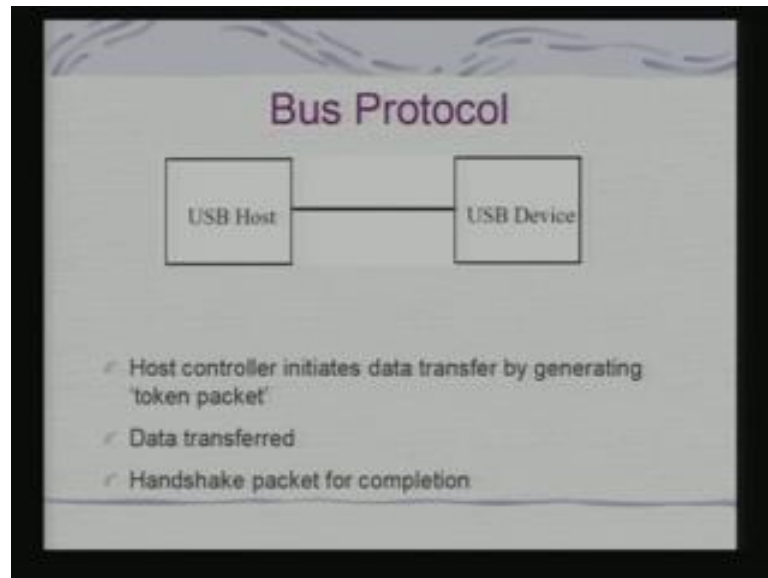 Bus Protocol
USB Host
USB Device
Host controller initiates data transfer by generating
'token packet'
Data transferred
Handshake packet for completion